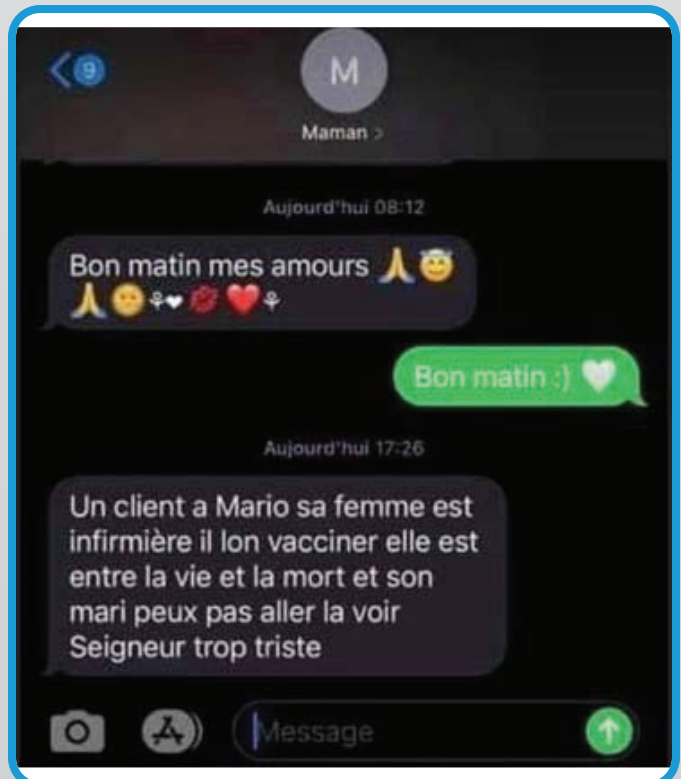 9
M
Maman >
Aujourd'hui 08:12
Bon matin mes amours 🙏😇
🙏🙂⚘❤💋❤️⚘
Bon matin :) 🤍
Aujourd'hui 17:26
Un client a Mario sa femme est
infirmière il lon vacciner elle est
entre la vie et la mort et son
mari peux pas aller la voir
Seigneur trop triste
Message